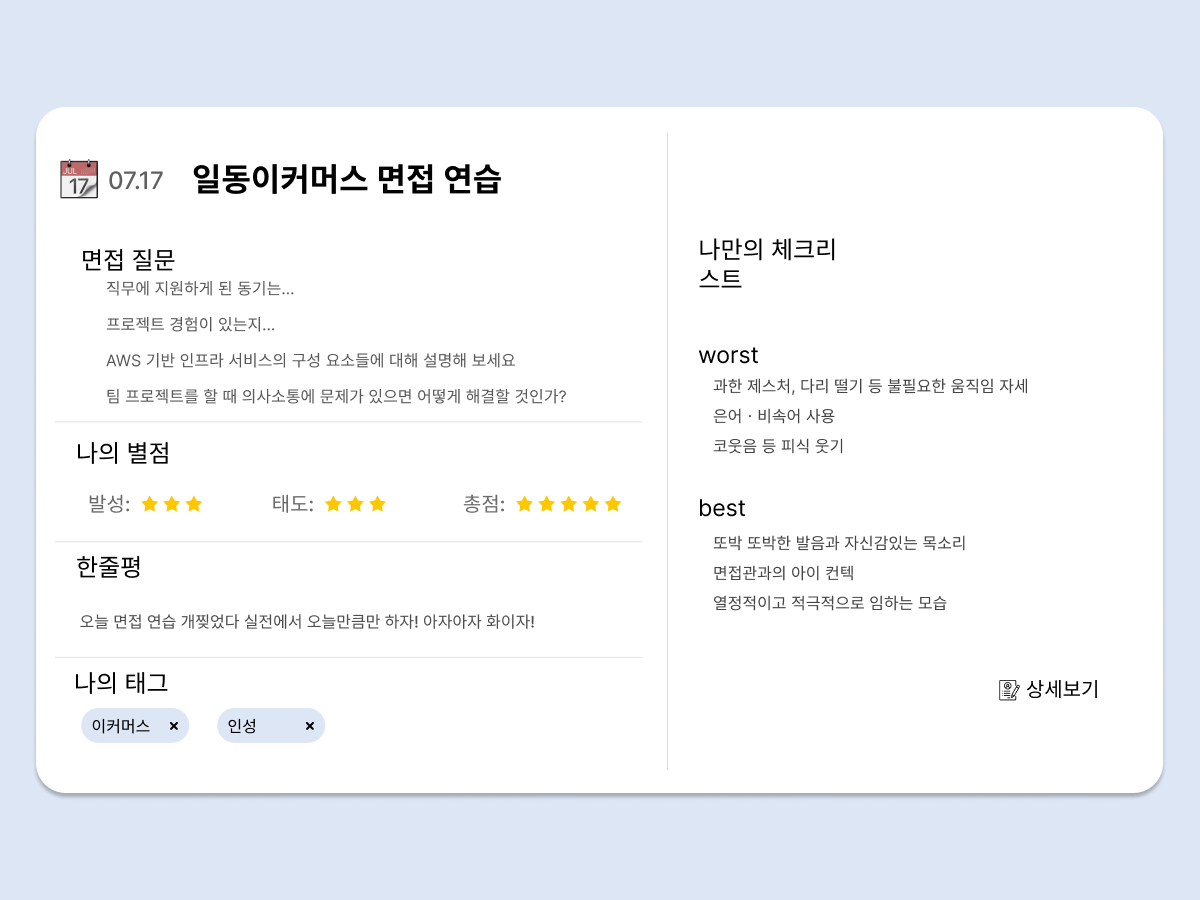 JUL
17
07.17
일동이커머스 면접 연습
면접 질문
직무에 지원하게 된 동기는...
프로젝트 경험이 있는지...
AWS 기반 인프라 서비스의 구성 요소들에 대해 설명해 보세요
팀 프로젝트를 할 때 의사소통에 문제가 있으면 어떻게 해결할 것인가?
나의 별점
발성:
태도:
총점:
한줄평
오늘 면접 연습 개찢었다 실전에서 오늘만큼만 하자! 아자아자 화이자!
나의 태그
이커머스 ×
인성 ×
나만의 체크리
스트
worst
과한 제스처, 다리 떨기 등 불필요한 움직임 자세
은어 · 비속어 사용
코웃음 등 피식 웃기
best
또박 또박한 발음과 자신감있는 목소리
면접관과의 아이 컨텍
열정적이고 적극적으로 임하는 모습
상세보기